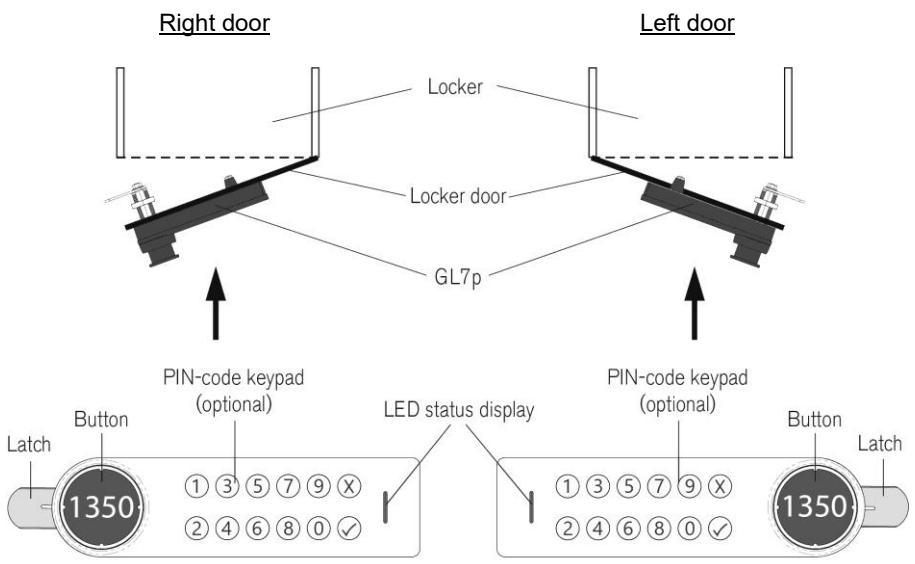 Right door
Left door
Locker
Locker door
GL7p
PIN-code keypad
(optional)
PIN-code keypad
(optional)
LED status display
Button
Button
Latch
Latch
1350
1 3 5 7 9 X
2 4 6 8 0 ✓
1 3 5 7 9 X
2 4 6 8 0 ✓
1350